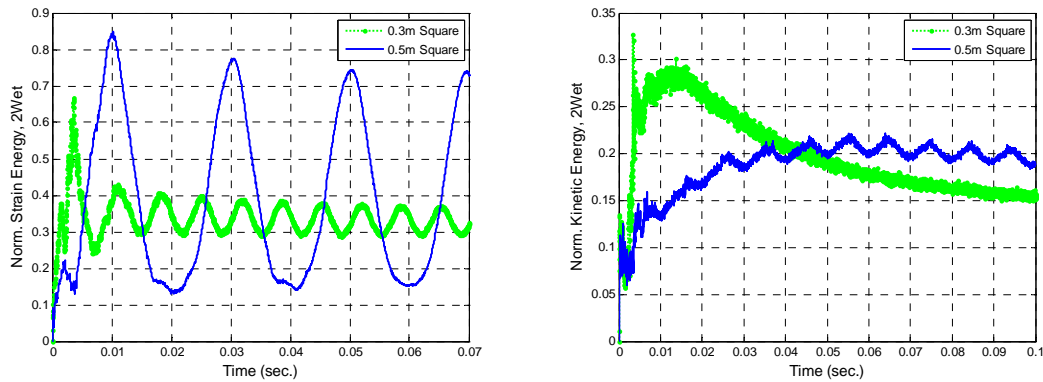 0.9
0.8
0.7
0.6
0.5
0.4
0.3
0.2
0.1
0
Norm. Strain Energy, 2Wet
0.3m Square
0.5m Square
0 0.01 0.02 0.03 0.04 0.05 0.06 0.07
Time (sec.)
0.35
0.3
0.25
0.2
0.15
0.1
0.05
0
Norm. Kinetic Energy, 2Wet
0.3m Square
0.5m Square
0 0.01 0.02 0.03 0.04 0.05 0.06 0.07 0.08 0.09 0.1
Time (sec.)